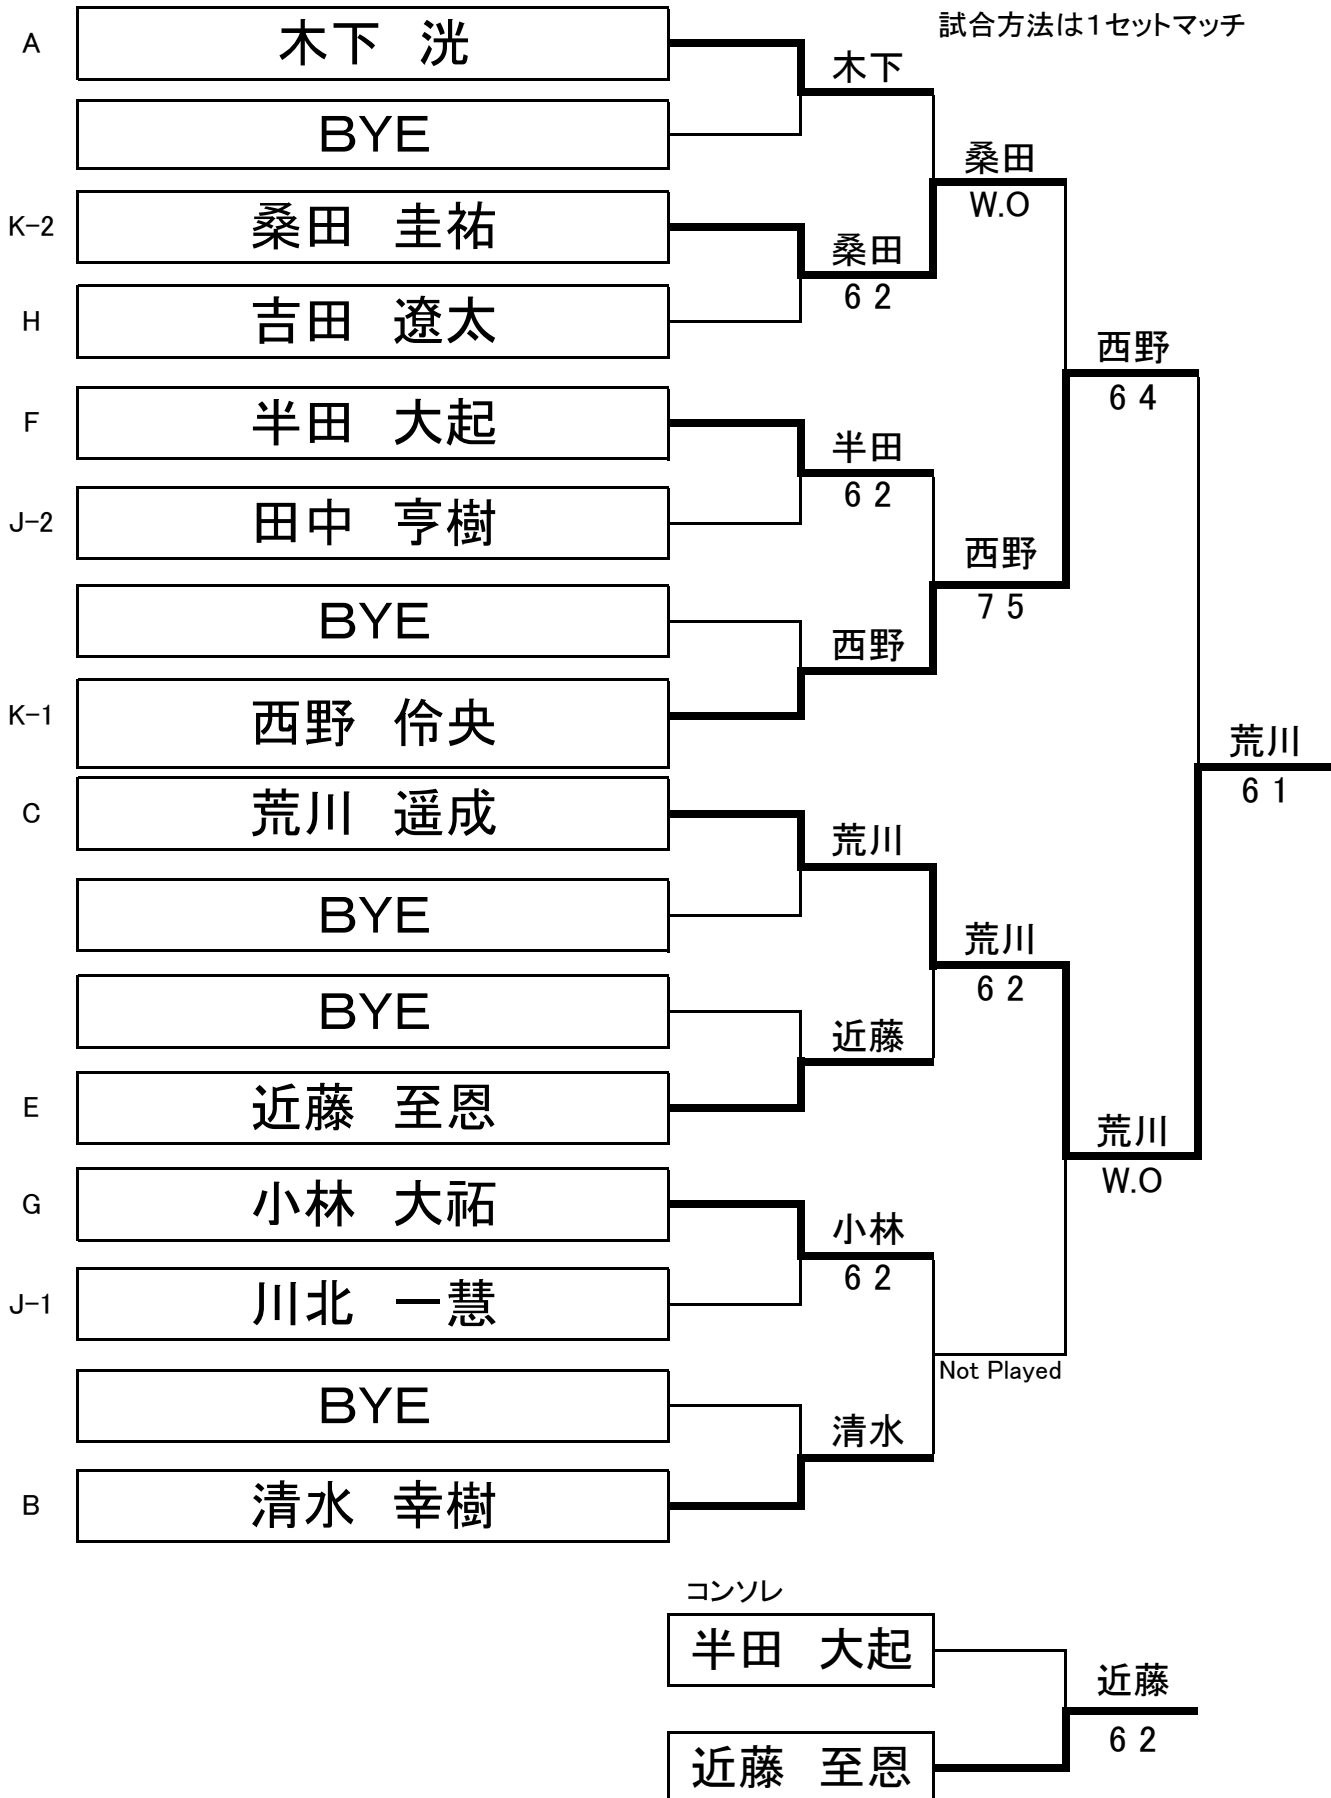 試合方法は1セットマッチ
A
木下 洸
BYE
K-2
桑田 圭祐
H
吉田 遼太
F
半田 大起
J-2
田中 亨樹
BYE
K-1
西野 伶央
C
荒川 遥成
BYE
BYE
E
近藤 至恩
G
小林 大祏
J-1
川北 一慧
BYE
B
清水 幸樹
木下
桑田
6 2
半田
6 2
西野
荒川
近藤
小林
6 2
清水
桑田
W.O
西野
7 5
荒川
6 2
Not Played
西野
6 4
荒川
W.O
荒川
6 1
コンソレ
半田 大起
近藤 至恩
近藤
6 2